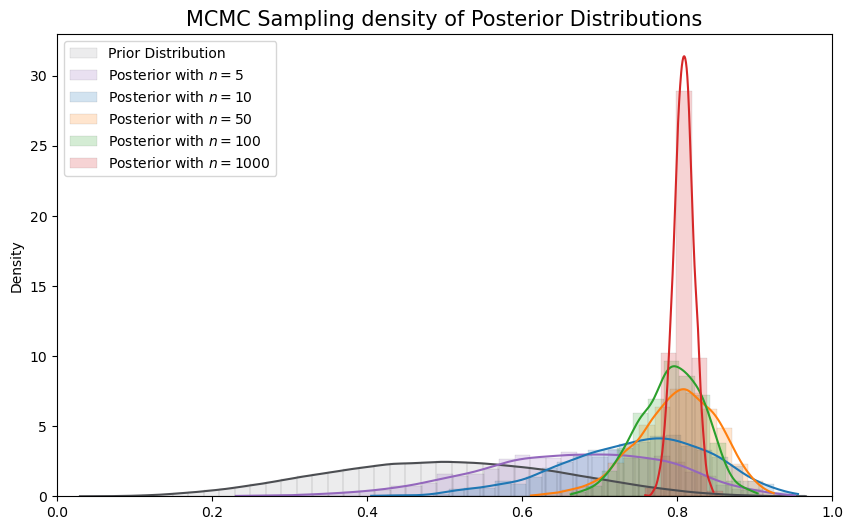 MCMC Sampling density of Posterior Distributions
Prior Distribution
Posterior with n = 5
Posterior with n = 10
Posterior with n = 50
Posterior with n = 100
Posterior with n = 1000
Density
30
25
20
15
10
5
0
0.0 0.2 0.4 0.6 0.8 1.0